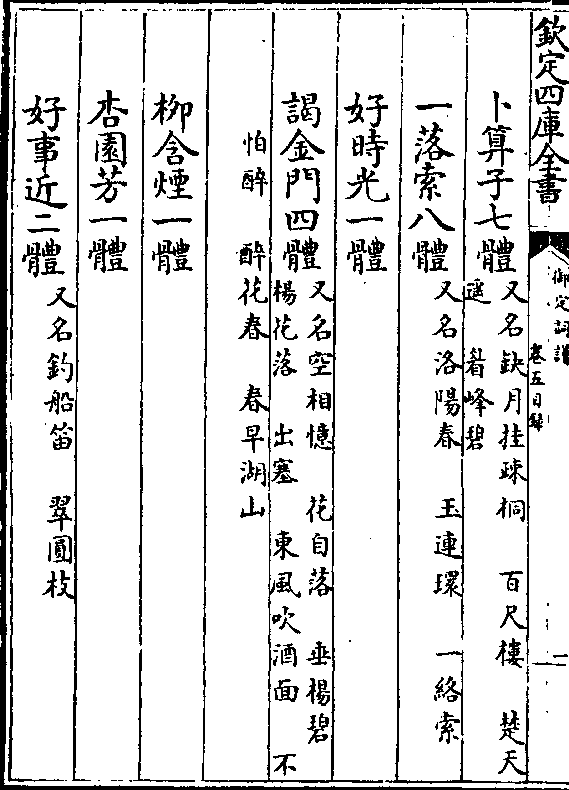 欽定四庫全書
御定詞譜
卷五目錄
一
卜算子七體 又名缺月挂疎桐 百尺樓 楚天
遥 眉峰碧
一落索八體 又名洛陽春 玉連環 一絡索
好時光一體
謁金門四體 又名空相憶 花自落 垂楊碧
楊花落 出塞 東風吹酒面 不
怕醉 醉花春 春早湖山
柳含煙一體
杏園芳一體
好事近二體 又名釣船笛 翠圓枝